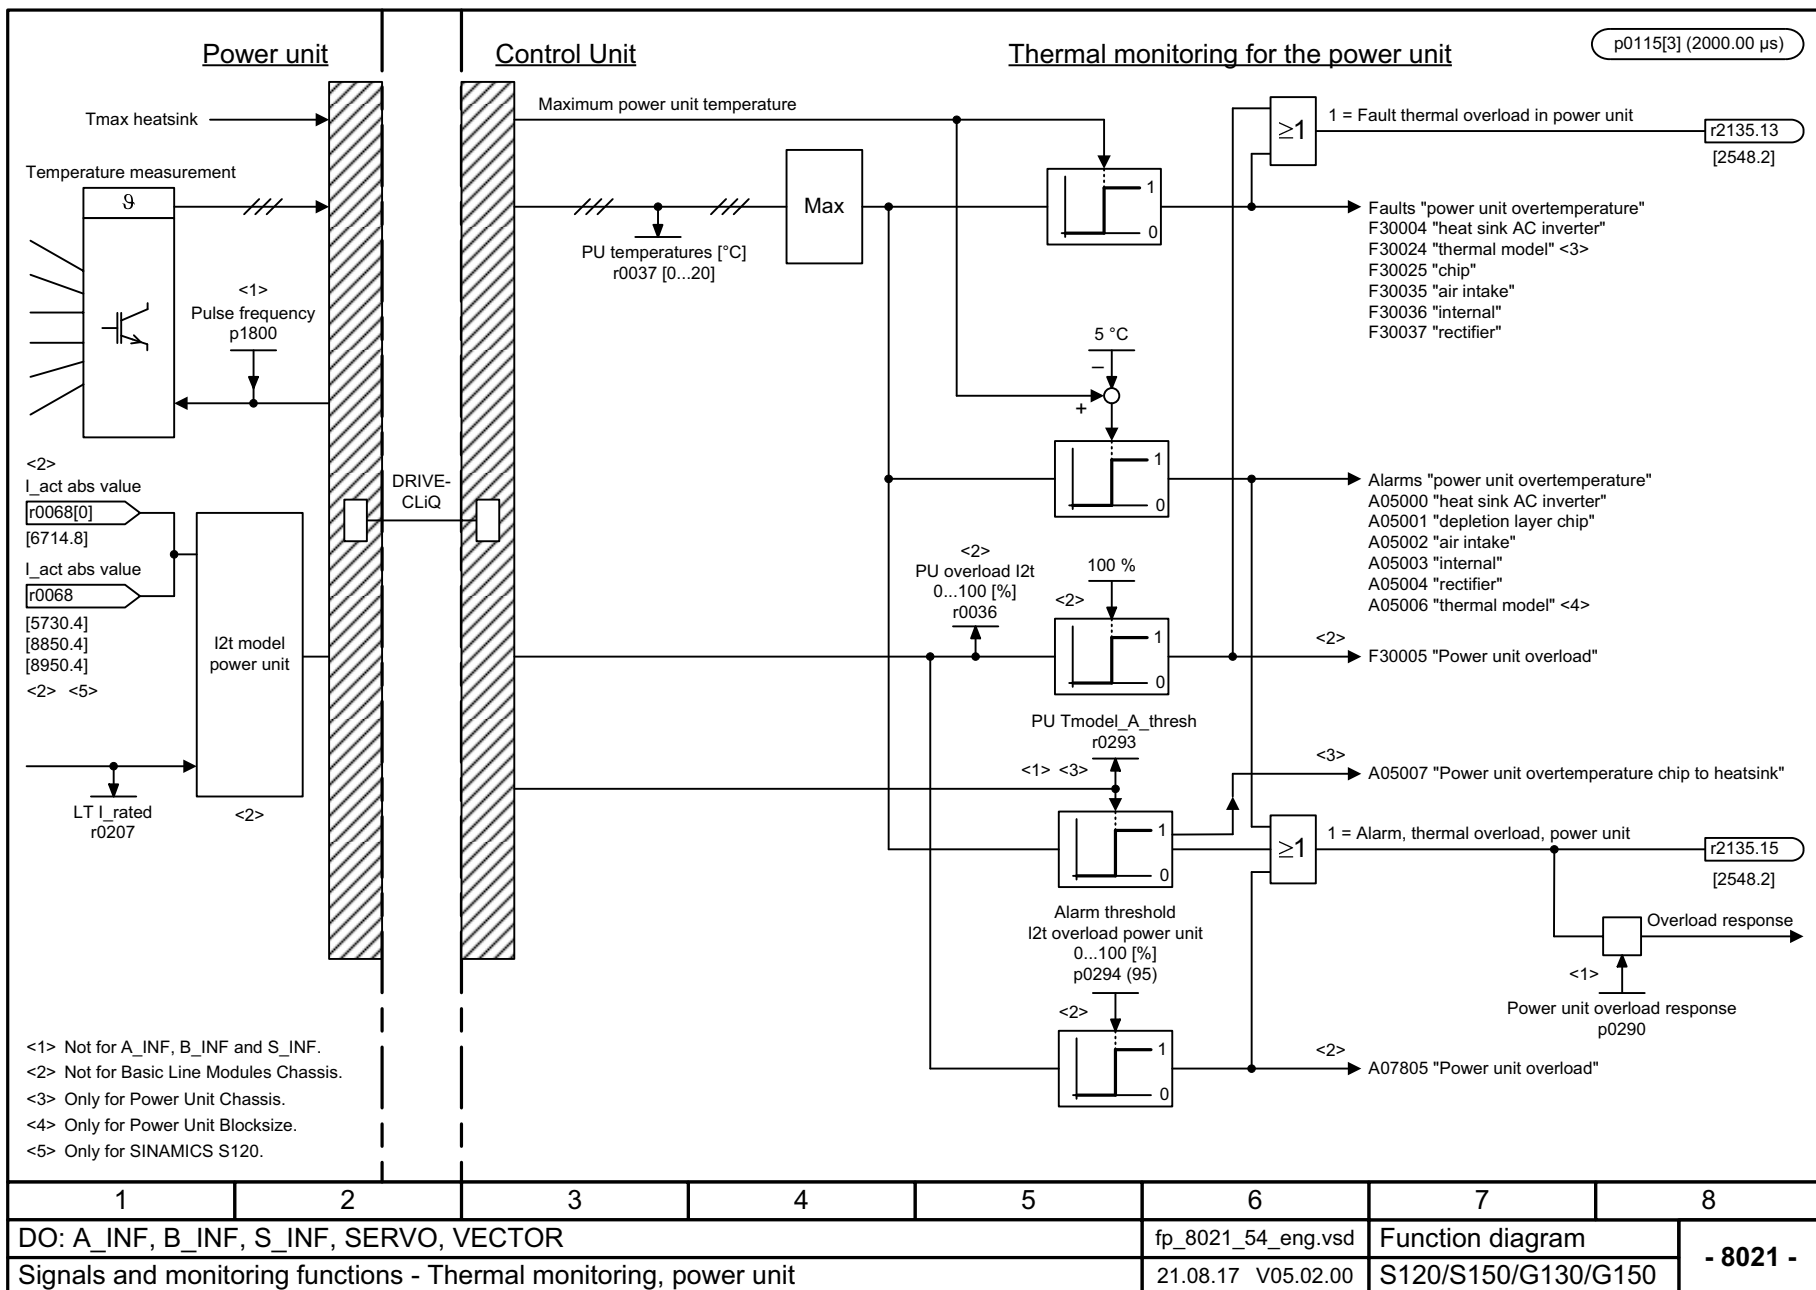 Power unit
Control Unit
Thermal monitoring for the power unit
p0115[3] (2000.00 µs)
Tmax heatsink
Maximum power unit temperature
≥1
1 = Fault thermal overload in power unit
r2135.13
[2548.2]
Temperature measurement
ϑ
Max
1
0
PU temperatures [°C]
r0037 [0...20]
Faults "power unit overtemperature"
F30004 "heat sink AC inverter"
F30024 "thermal model" <3>
F30025 "chip"
F30035 "air intake"
F30036 "internal"
F30037 "rectifier"
<1>
Pulse frequency
p1800
5 °C
–
+
1
0
Alarms "power unit overtemperature"
A05000 "heat sink AC inverter"
A05001 "depletion layer chip"
A05002 "air intake"
A05003 "internal"
A05004 "rectifier"
A05006 "thermal model" <4>
<2>
I_act abs value
r0068[0]
[6714.8]
I_act abs value
r0068
[5730.4]
[8850.4]
[8950.4]
<2> <5>
DRIVE-
CLiQ
I2t model
power unit
<2>
PU overload I2t
0...100 [%]
r0036
100 %
<2>
1
0
<2>
F30005 "Power unit overload"
PU Tmodel_A_thresh
r0293
<1> <3>
<3>
A05007 "Power unit overtemperature chip to heatsink"
LT I_rated
r0207
<2>
1
0
≥1
1 = Alarm, thermal overload, power unit
r2135.15
[2548.2]
Alarm threshold
I2t overload power unit
0...100 [%]
p0294 (95)
<2>
1
0
Overload response
<1>
Power unit overload response
p0290
<2>
A07805 "Power unit overload"
<1> Not for A_INF, B_INF and S_INF.
<2> Not for Basic Line Modules Chassis.
<3> Only for Power Unit Chassis.
<4> Only for Power Unit Blocksize.
<5> Only for SINAMICS S120.
1 2 3 4 5 6 7 8
DO: A_INF, B_INF, S_INF, SERVO, VECTOR
fp_8021_54_eng.vsd
Function diagram
- 8021 -
Signals and monitoring functions - Thermal monitoring, power unit
21.08.17 V05.02.00
S120/S150/G130/G150